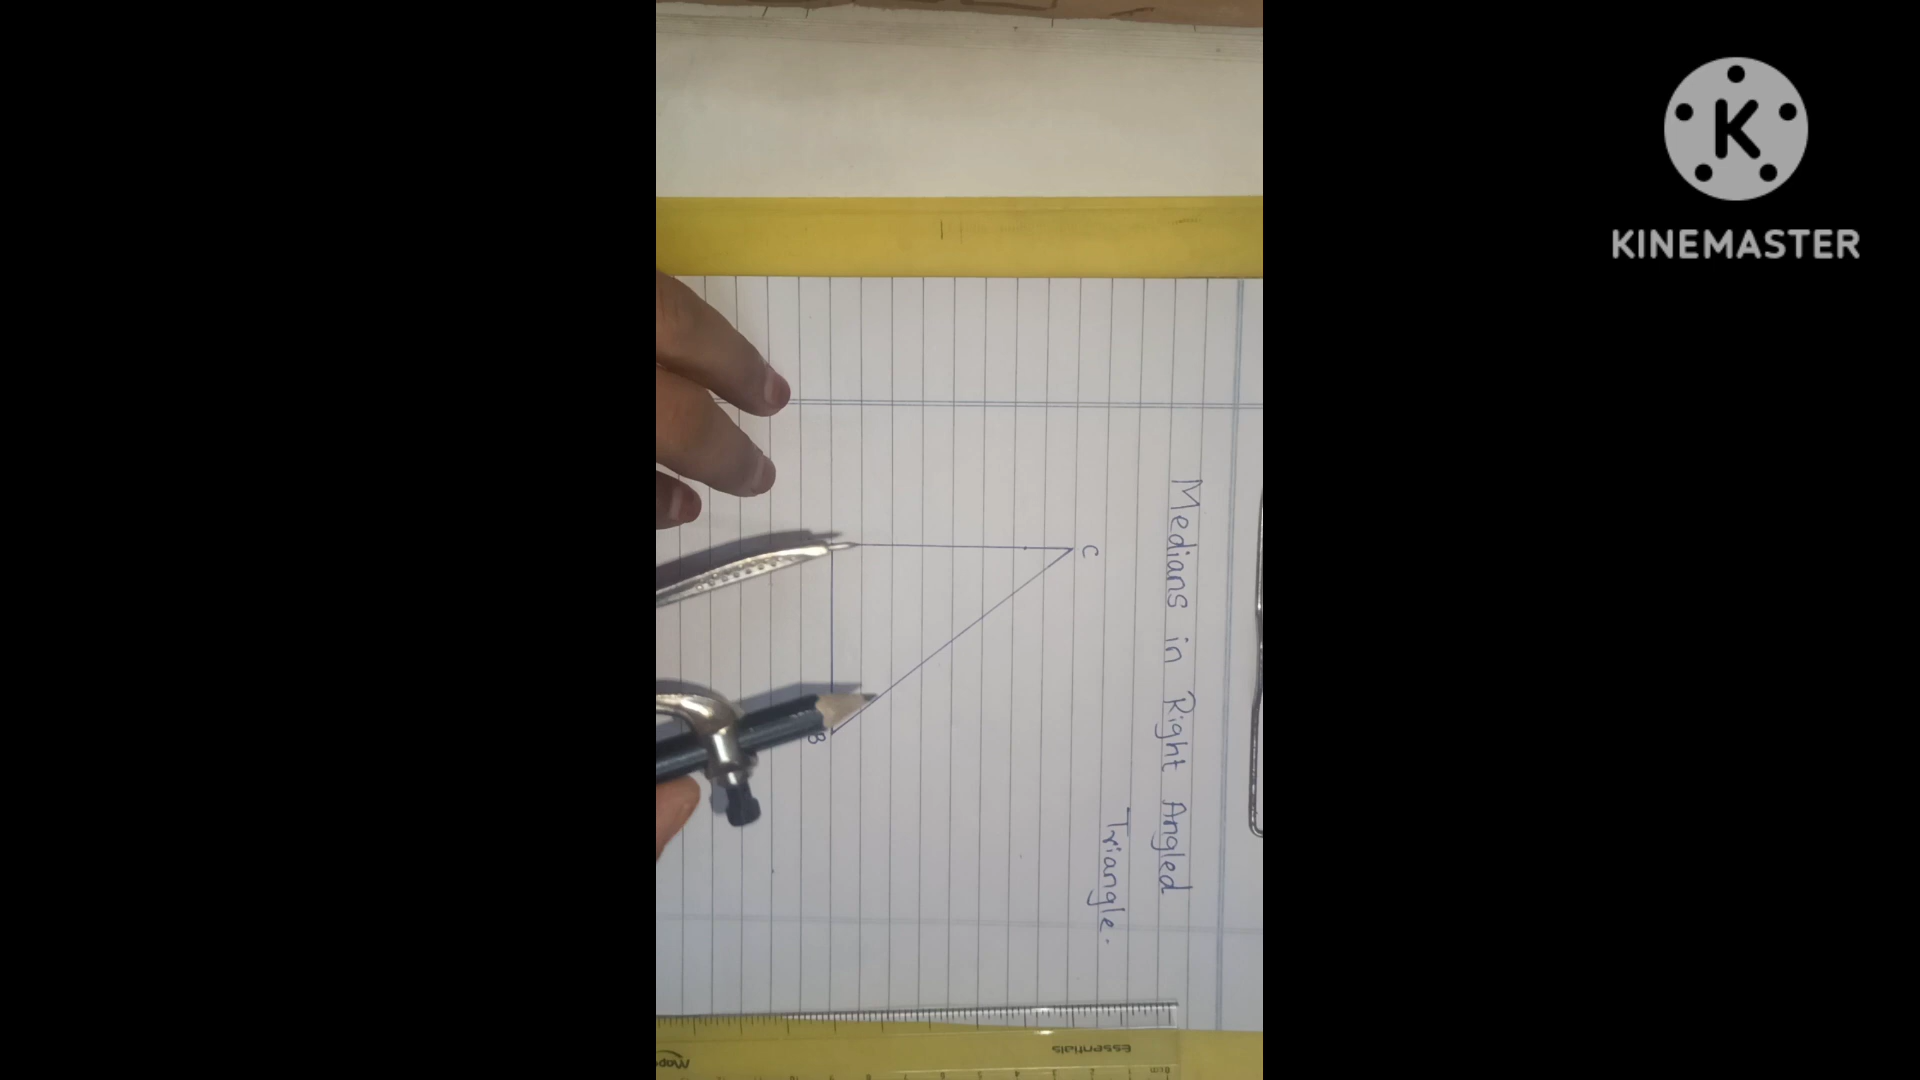 KINEMASTER
Medians in Right Angled
Triangle.
C
B
Essentials